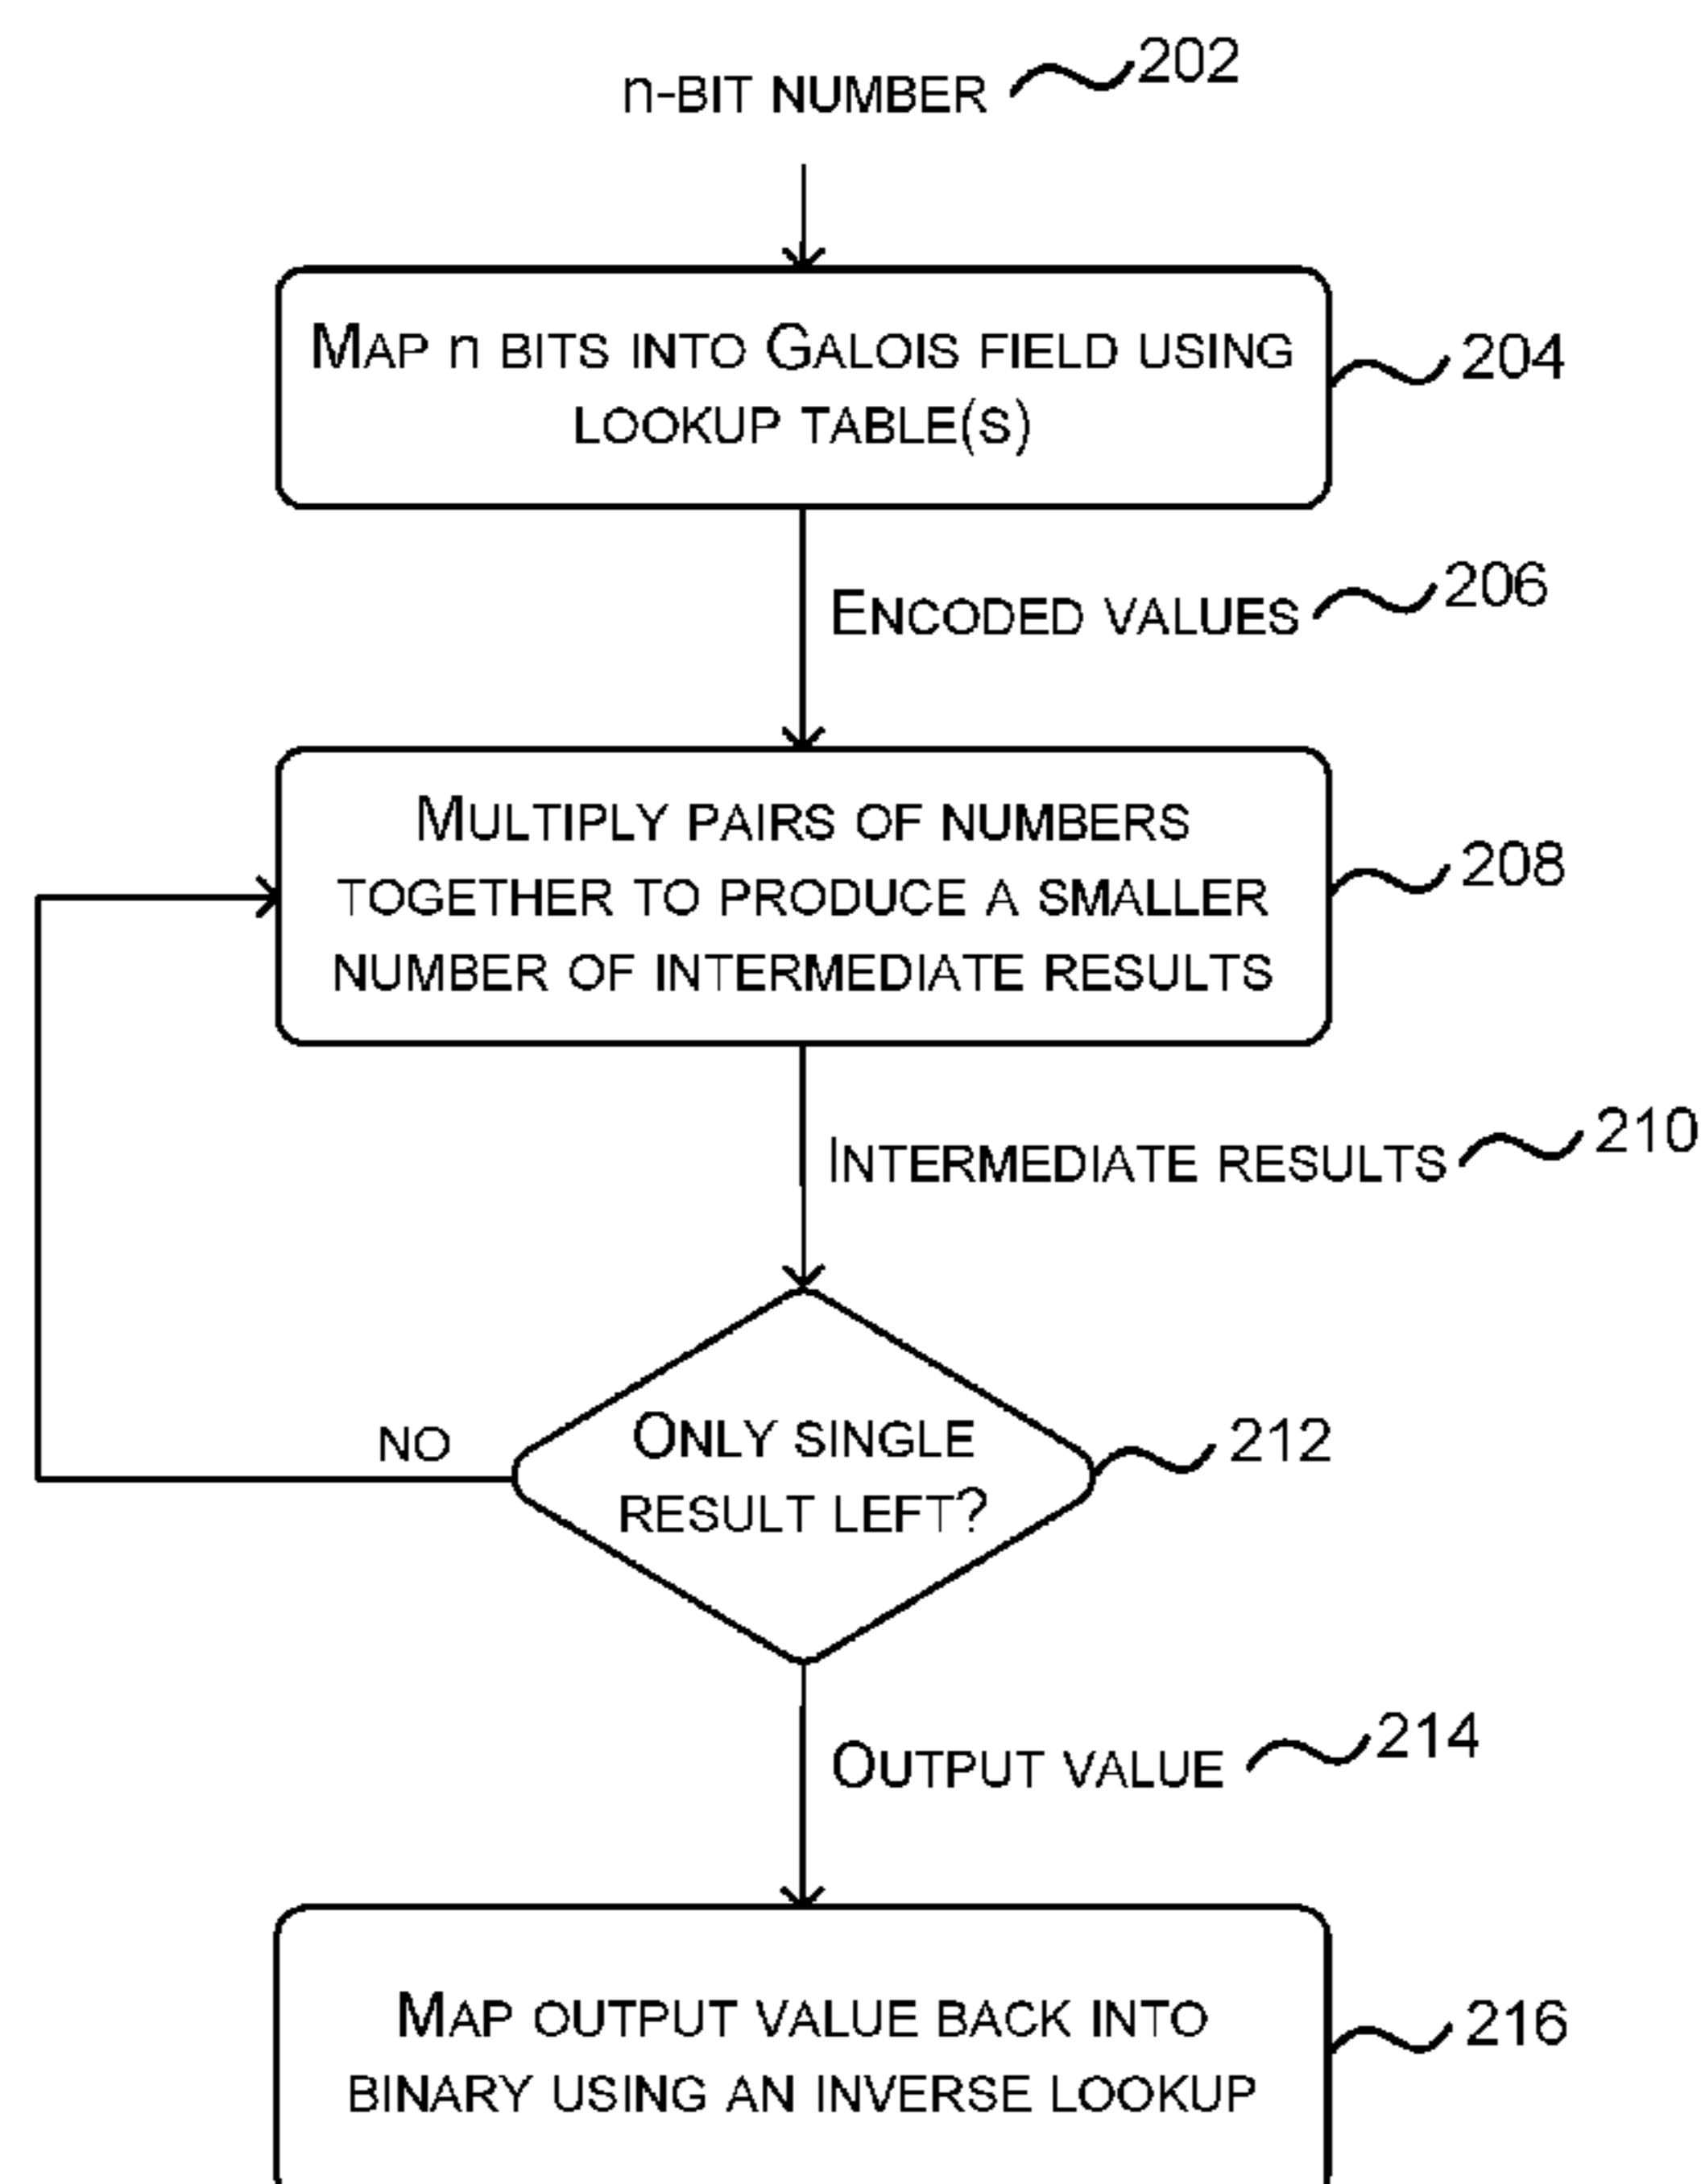 n-BIT NUMBER 202
MAP n BITS INTO GALOIS FIELD USING
LOOKUP TABLE(S)
204
ENCODED VALUES 206
MULTIPLY PAIRS OF NUMBERS
TOGETHER TO PRODUCE A SMALLER
NUMBER OF INTERMEDIATE RESULTS
208
INTERMEDIATE RESULTS 210
NO
ONLY SINGLE
RESULT LEFT?
212
OUTPUT VALUE 214
MAP OUTPUT VALUE BACK INTO
BINARY USING AN INVERSE LOOKUP
216